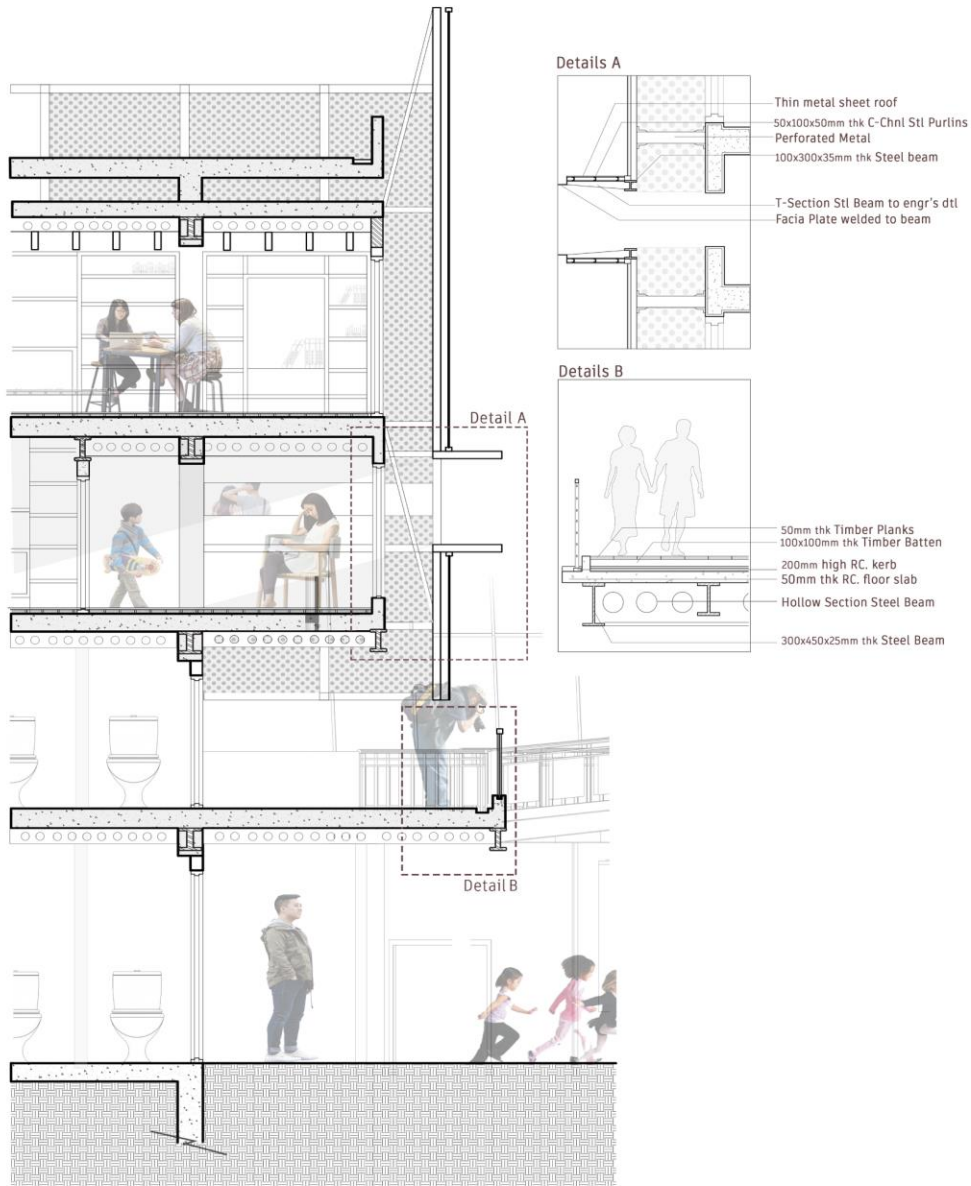 Details A
Thin metal sheet roof
50x100x50mm thk C-Chnl Stl Purlins
Perforated Metal
100x300x35mm thk Steel beam
T-Section Stl Beam to engr's dtl
Facia Plate welded to beam
Details B
50mm thk Timber Planks
100x100mm thk Timber Batten
200mm high RC. kerb
50mm thk RC. floor slab
Hollow Section Steel Beam
300x450x25mm thk Steel Beam
Detail A
Detail B